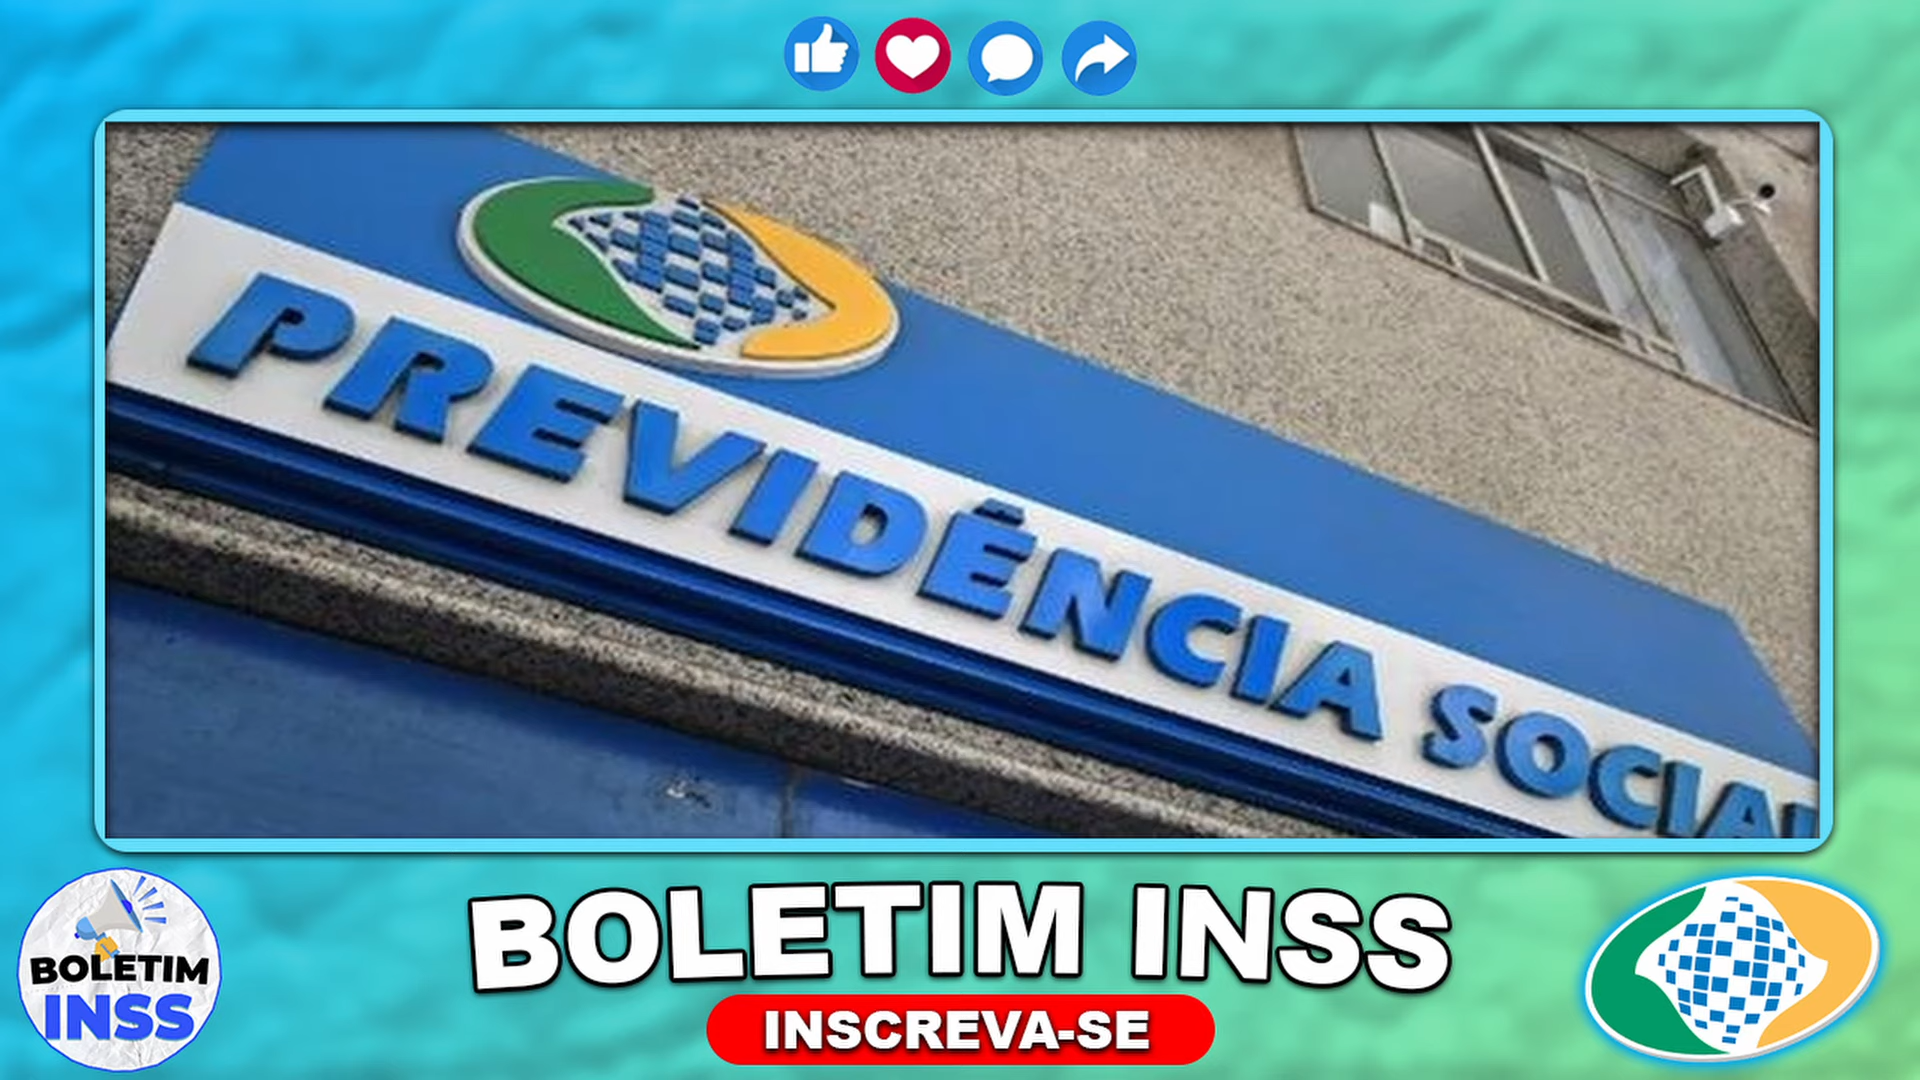 PREVIDÊNCIA SOCIAL
BOLETIM INSS
INSCREVA-SE
BOLETIM
INSS